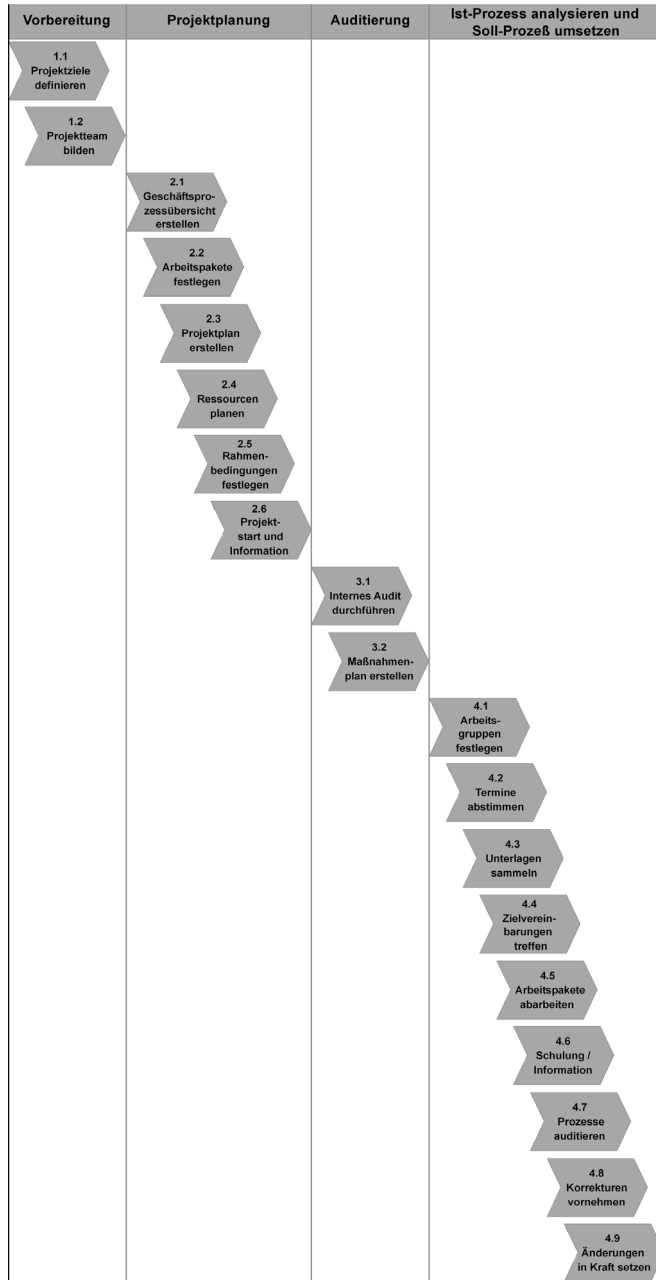 Vorbereitung
Projektplanung
Auditierung
Ist-Prozess analysieren und
Soll-Prozeß umsetzen
1.1
Projektziele
definieren
1.2
Projektteam
bilden
2.1
Geschäftspro-
zessübersicht
erstellen
2.2
Arbeitspakete
festlegen
2.3
Projektplan
erstellen
2.4
Ressourcen
planen
2.5
Rahmen-
bedingungen
festlegen
2.6
Projekt-
start und
Information
3.1
Internes Audit
durchführen
3.2
Maßnahmen-
plan erstellen
4.1
Arbeits-
gruppen
festlegen
4.2
Termine
abstimmen
4.3
Unterlagen
sammeln
4.4
Zielverein-
barungen
treffen
4.5
Arbeitspakete
abarbeiten
4.6
Schulung /
Information
4.7
Prozesse
auditieren
4.8
Korrekturen
vornehmen
4.9
Änderungen
in Kraft setzen